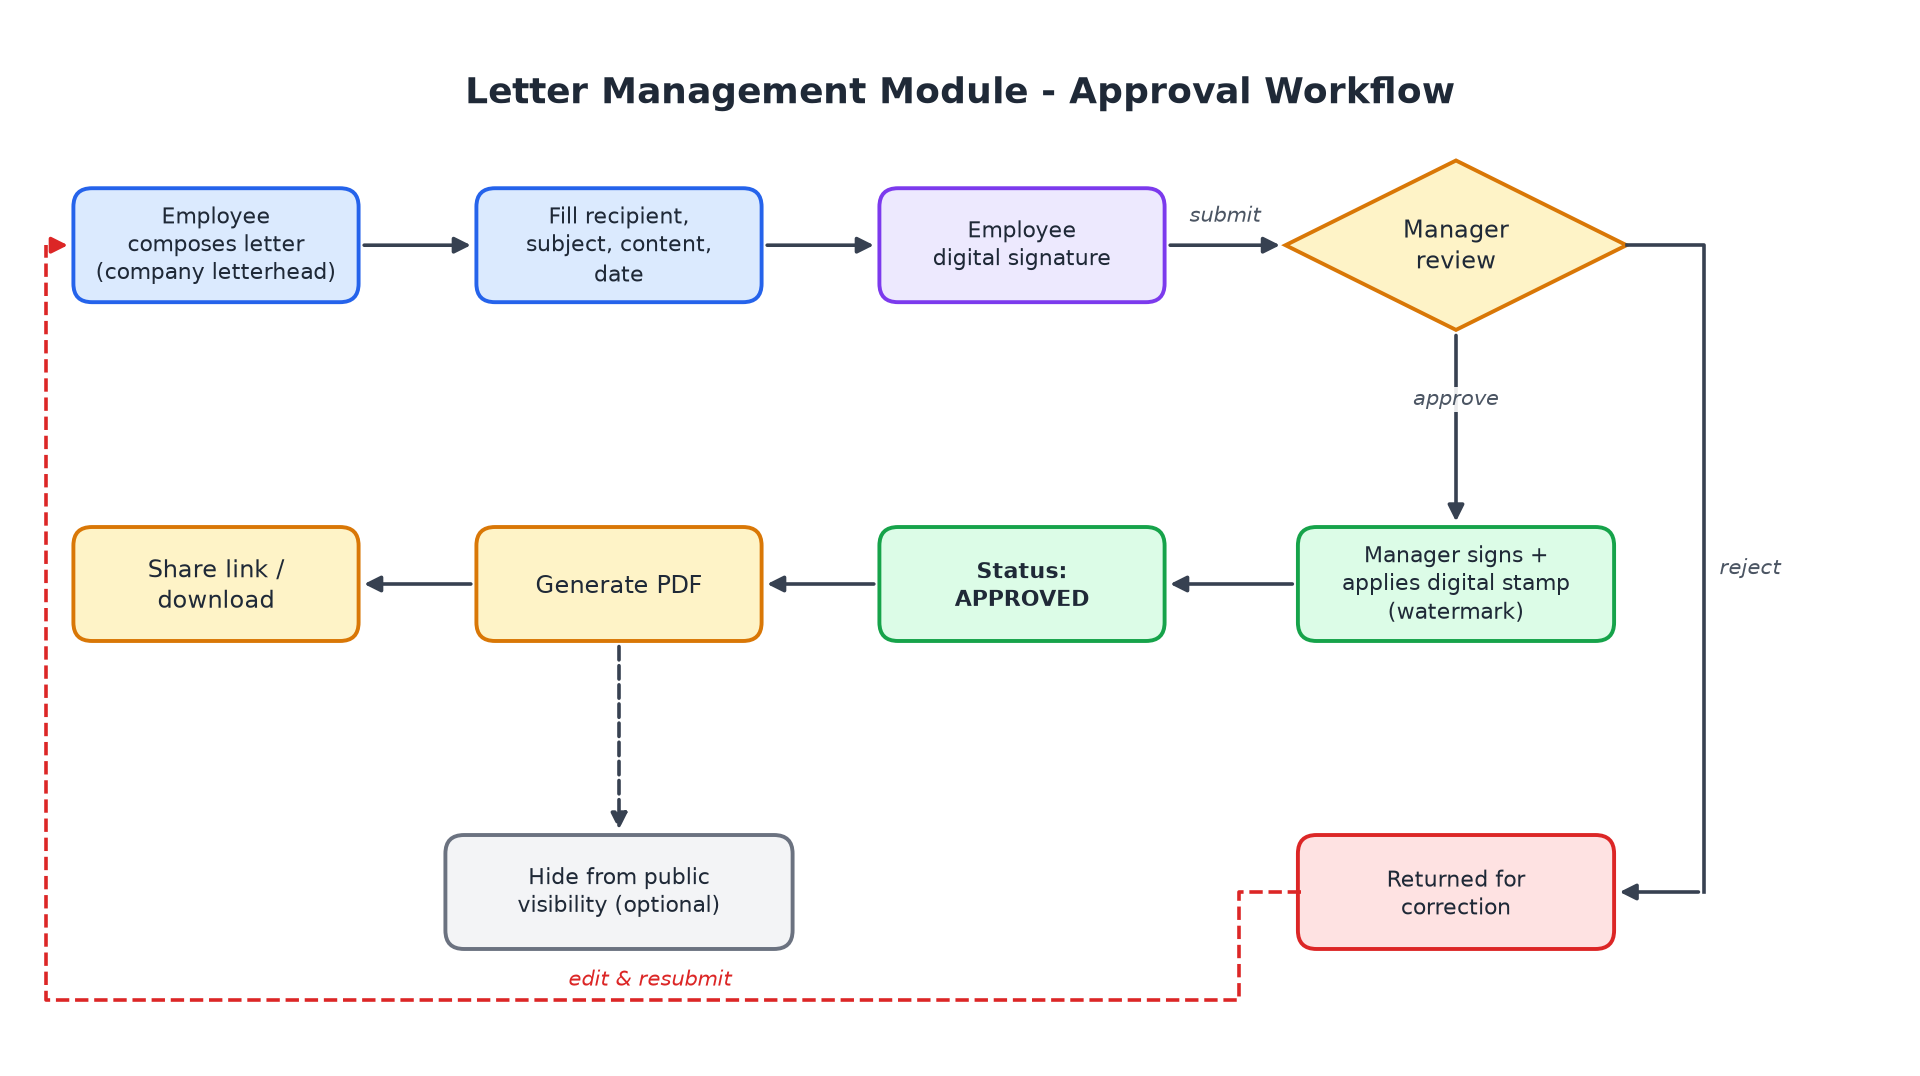 Letter Management Module - Approval Workflow
Employee
composes letter
(company letterhead)
Fill recipient,
subject, content,
date
Employee
digital signature
submit
Manager
review
approve
reject
Manager signs +
applies digital stamp
(watermark)
Status:
APPROVED
Generate PDF
Share link /
download
Hide from public
visibility (optional)
Returned for
correction
edit & resubmit